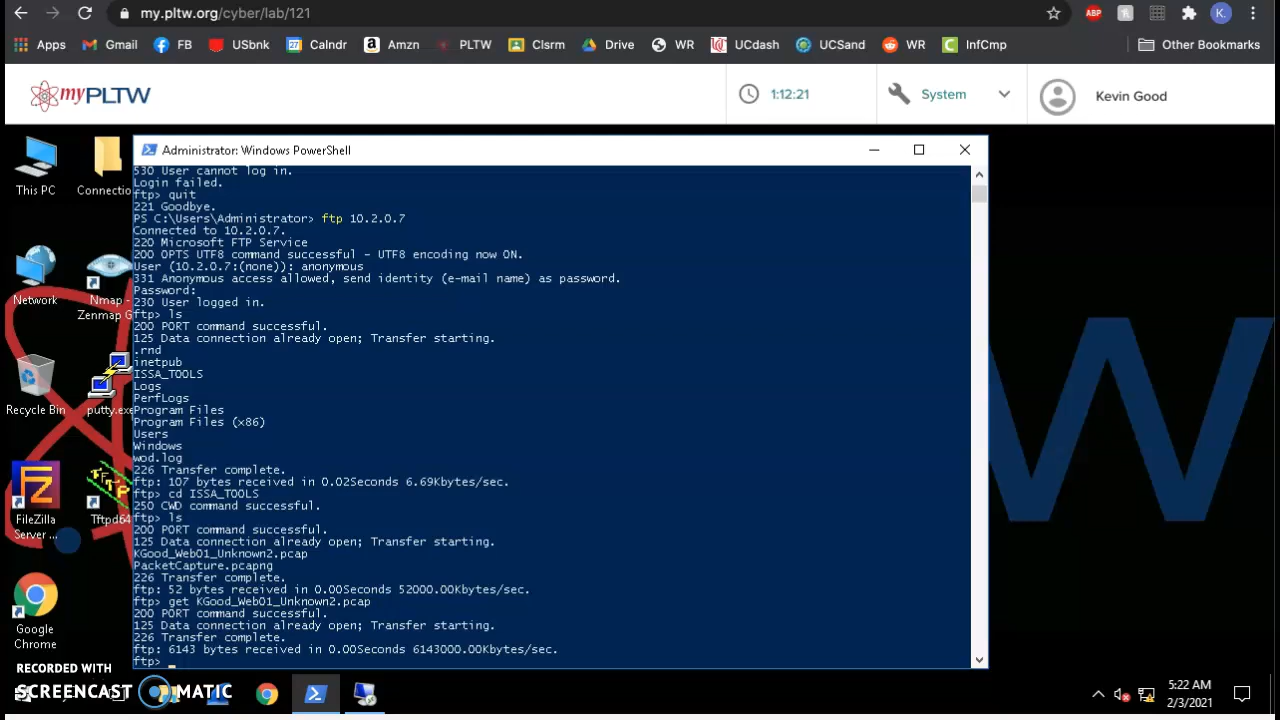 my.pltw.org/cyber/lab/121
ABP
K.
Apps Gmail FB USbnk Calndr Amzn PLTW Clsrm Drive WR UCdash UCSand WR InfCmp Other Bookmarks
myPLTW 1:12:21 System Kevin Good
Administrator: Windows PowerShell
This PC
Connectio
Network
Nmap -
Zenmap G
Recycle Bin
putty.exe
FileZilla
Server ...
Tftpd64
Google
Chrome
530 User cannot log in.
Login failed.
ftp> quit
221 Goodbye.
PS C:\Users\Administrator> ftp 10.2.0.7
Connected to 10.2.0.7.
220 Microsoft FTP Service
200 OPTS UTF8 command successful - UTF8 encoding now ON.
User (10.2.0.7:(none)): anonymous
331 Anonymous access allowed, send identity (e-mail name) as password.
Password:
230 User logged in.
ftp> ls
200 PORT command successful.
125 Data connection already open; Transfer starting.
.rnd
inetpub
ISSA_TOOLS
Logs
PerfLogs
Program Files
Program Files (x86)
Users
Windows
wod.log
226 Transfer complete.
ftp: 107 bytes received in 0.02Seconds 6.69Kbytes/sec.
ftp> cd ISSA_TOOLS
250 CWD command successful.
ftp> ls
200 PORT command successful.
125 Data connection already open; Transfer starting.
KGood_Web01_Unknown2.pcap
PacketCapture.pcapng
226 Transfer complete.
ftp: 52 bytes received in 0.00Seconds 52000.00Kbytes/sec.
ftp> get KGood_Web01_Unknown2.pcap
200 PORT command successful.
125 Data connection already open; Transfer starting.
226 Transfer complete.
ftp: 6143 bytes received in 0.00Seconds 6143000.00Kbytes/sec.
ftp>
W
RECORDED WITH
SCREENCAST MATIC
5:22 AM
2/3/2021